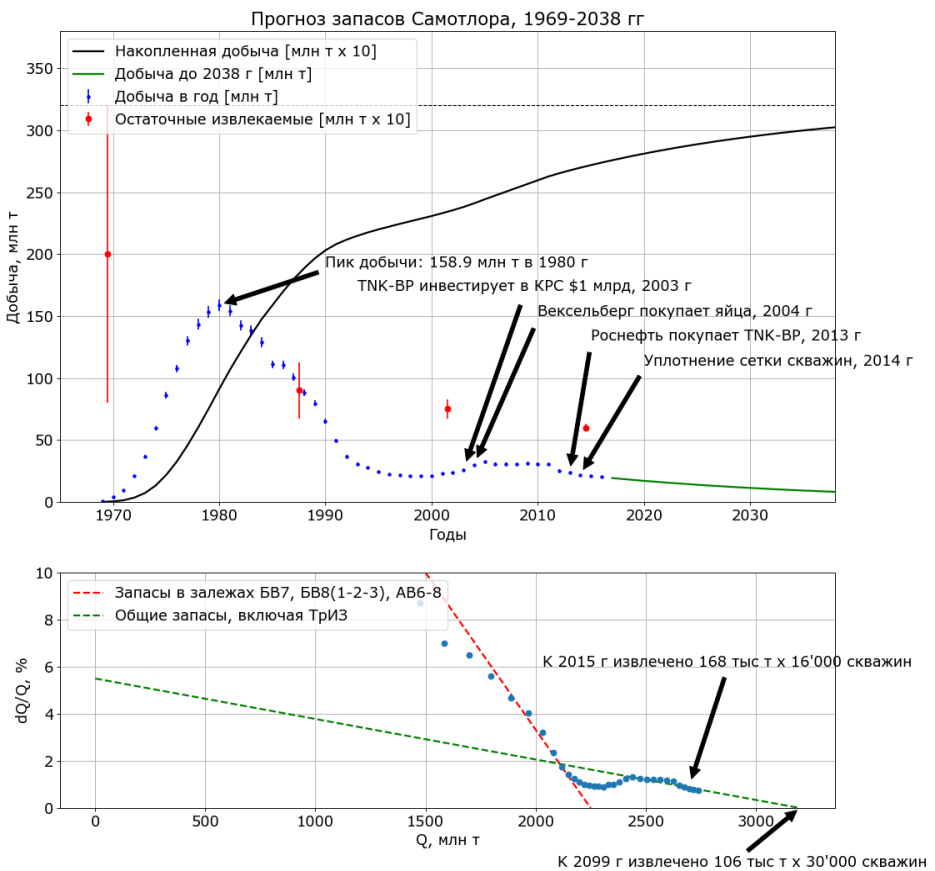 Прогноз запасов Самотлора, 1969-2038 гг
Накопленная добыча [млн т x 10]
Добыча до 2038 г [млн т]
Добыча в год [млн т]
Остаточные извлекаемые [млн т x 10]
350
300
250
200
150
100
50
0
Добыча, млн т
Пик добычи: 158.9 млн т в 1980 г
TNK-BP инвестирует в КРС $1 млрд, 2003 г
Вексельберг покупает яйца, 2004 г
Роснефть покупает TNK-BP, 2013 г
Уплотнение сетки скважин, 2014 г
1970 1980 1990 2000 2010 2020 2030
Годы
10
8
6
4
2
0
dQ/Q, %
Запасы в залежах БВ7, БВ8(1-2-3), АВ6-8
Общие запасы, включая ТрИЗ
К 2015 г извлечено 168 тыс т x 16'000 скважин
0 500 1000 1500 2000 2500 3000
Q, млн т
К 2099 г извлечено 106 тыс т x 30'000 скважин